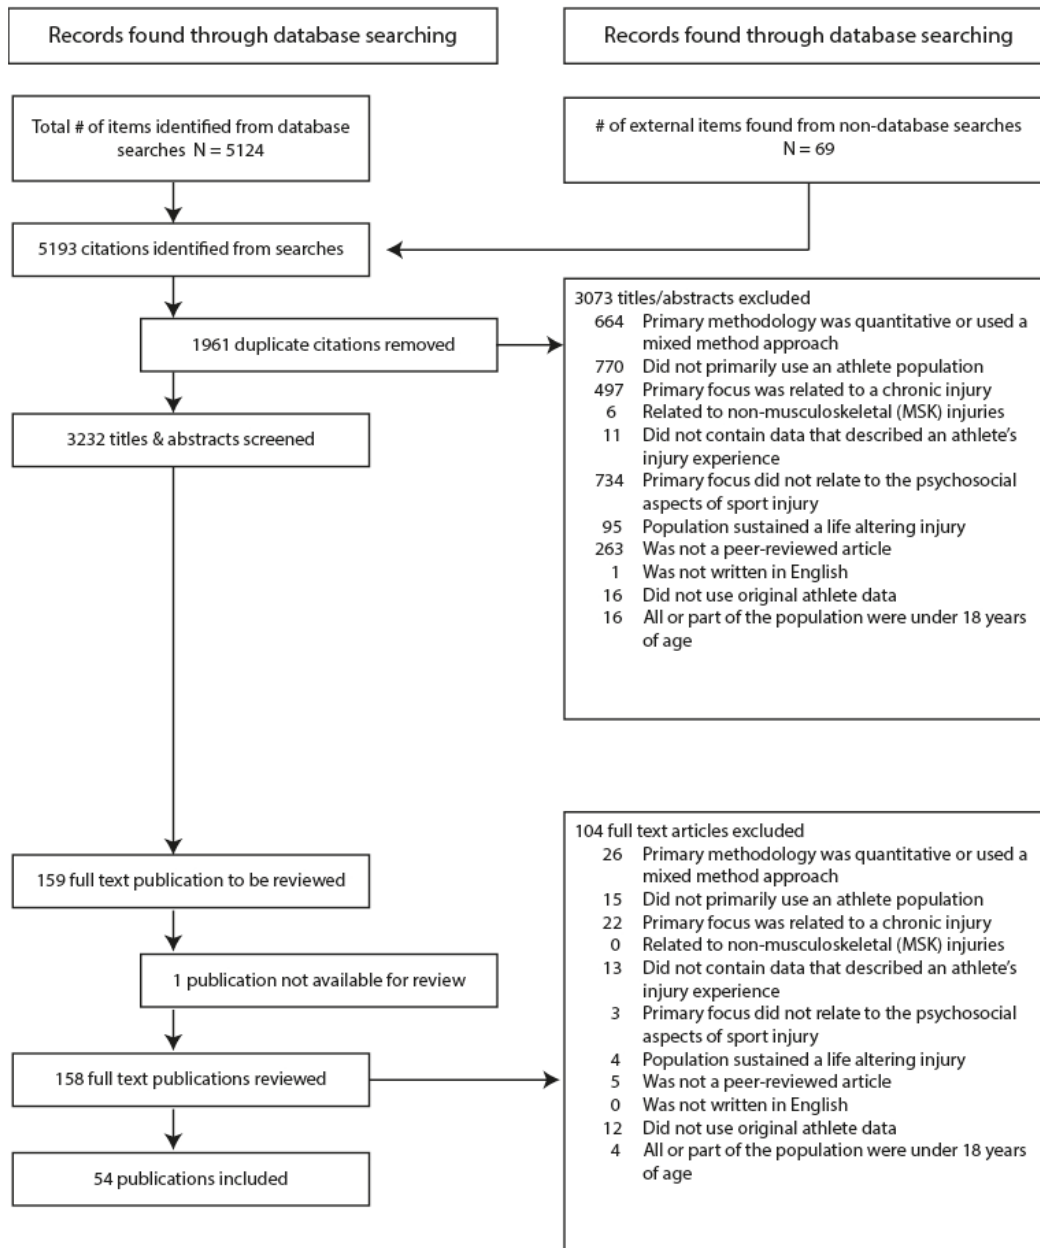 Records found through database searching
Records found through database searching
Total # of items identified from database
searches N = 5124
# of external items found from non-database searches
N = 69
5193 citations identified from searches
1961 duplicate citations removed
3232 titles & abstracts screened
3073 titles/abstracts excluded
664 Primary methodology was quantitative or used a
mixed method approach
770 Did not primarily use an athlete population
497 Primary focus was related to a chronic injury
6 Related to non-musculoskeletal (MSK) injuries
11 Did not contain data that described an athlete's
injury experience
734 Primary focus did not relate to the psychosocial
aspects of sport injury
95 Population sustained a life altering injury
263 Was not a peer-reviewed article
1 Was not written in English
16 Did not use original athlete data
16 All or part of the population were under 18 years
of age
159 full text publication to be reviewed
1 publication not available for review
158 full text publications reviewed
54 publications included
104 full text articles excluded
26 Primary methodology was quantitative or used a
mixed method approach
15 Did not primarily use an athlete population
22 Primary focus was related to a chronic injury
0 Related to non-musculoskeletal (MSK) injuries
13 Did not contain data that described an athlete's
injury experience
3 Primary focus did not relate to the psychosocial
aspects of sport injury
4 Population sustained a life altering injury
5 Was not a peer-reviewed article
0 Was not written in English
12 Did not use original athlete data
4 All or part of the population were under 18 years
of age